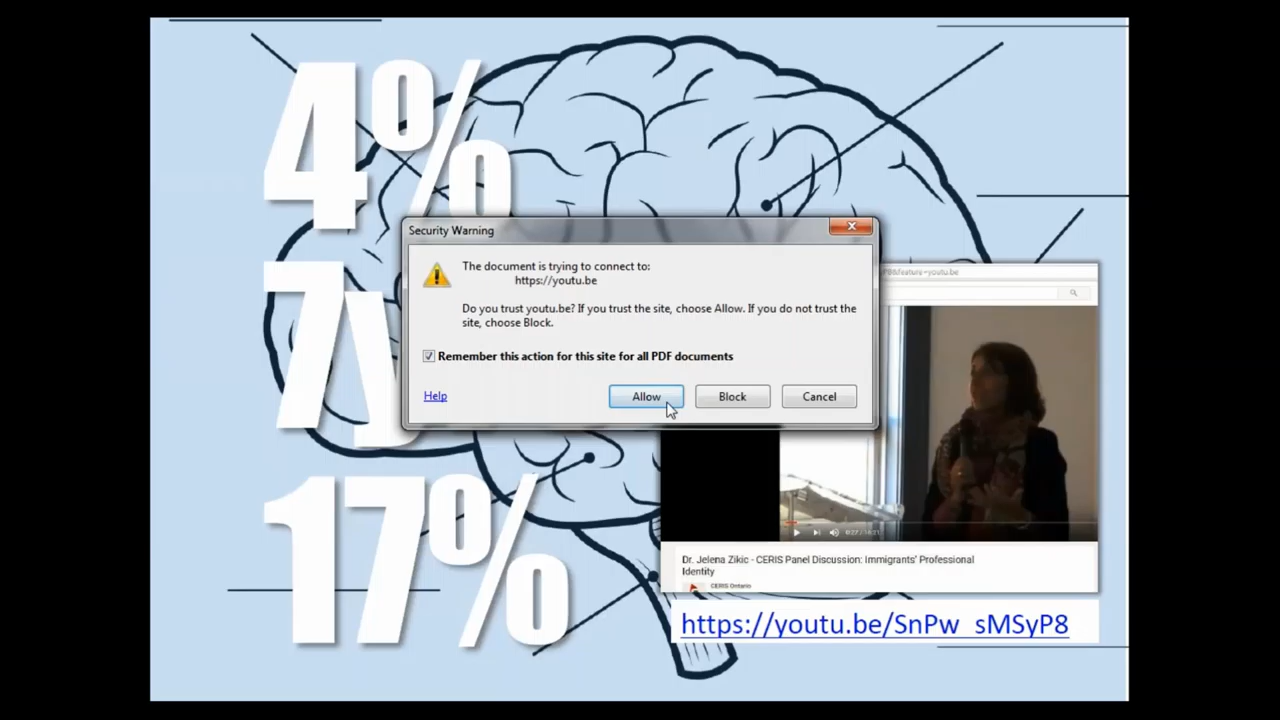 4%
Security Warning
The document is trying to connect to:
https://youtu.be
Do you trust youtu.be? If you trust the site, choose Allow. If you do not trust the
site, choose Block.
Remember this action for this site for all PDF documents
Help
Allow
Block
Cancel
7
17%
Dr. Jelena Zikic - CERIS Panel Discussion: Immigrants' Professional
Identity
CERIS Ontario
https://youtu.be/SnPw_sMSyP8